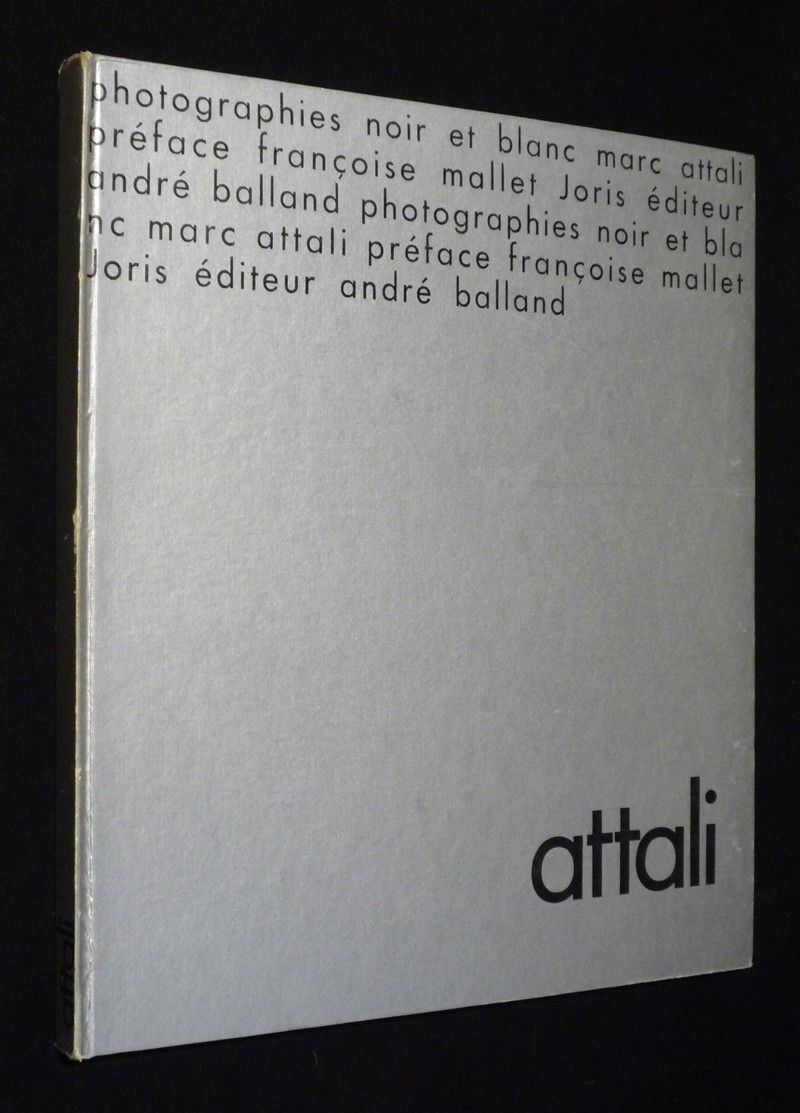 photographies noir et blanc marc attali
préface françoise mallet Joris éditeur
andré balland photographies noir et bla
nc marc attali préface françoise mallet
Joris éditeur andré balland
attali
attali